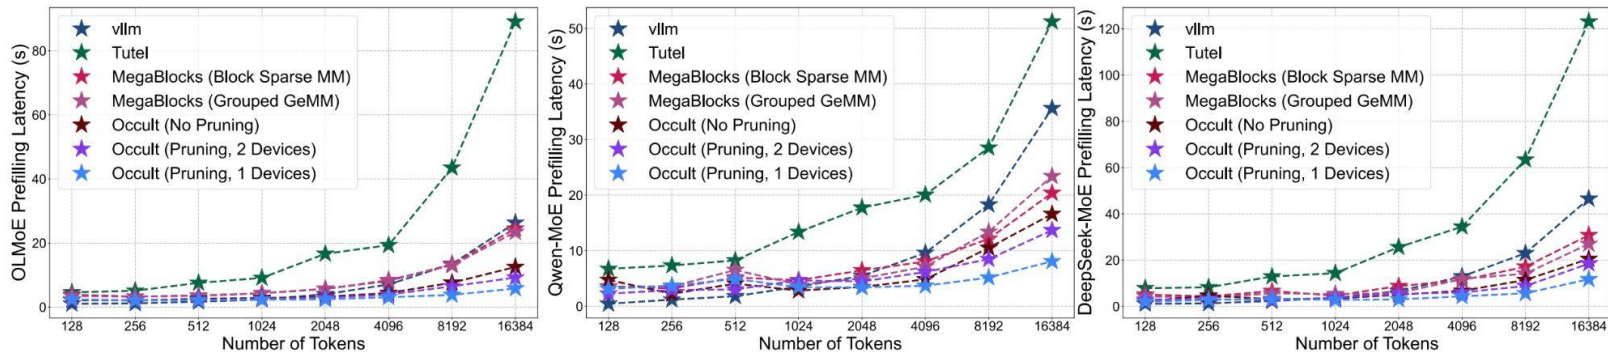 OLMoE Prefilling Latency (s)
80
60
40
20
0
vllm
Tutel
MegaBlocks (Block Sparse MM)
MegaBlocks (Grouped GeMM)
Occult (No Pruning)
Occult (Pruning, 2 Devices)
Occult (Pruning, 1 Devices)
128 256 512 1024 2048 4096 8192 16384
Number of Tokens
Qwen-MoE Prefilling Latency (s)
50
40
30
20
10
0
vllm
Tutel
MegaBlocks (Block Sparse MM)
MegaBlocks (Grouped GeMM)
Occult (No Pruning)
Occult (Pruning, 2 Devices)
Occult (Pruning, 1 Devices)
128 256 512 1024 2048 4096 8192 16384
Number of Tokens
DeepSeek-MoE Prefilling Latency (s)
120
100
80
60
40
20
0
vllm
Tutel
MegaBlocks (Block Sparse MM)
MegaBlocks (Grouped GeMM)
Occult (No Pruning)
Occult (Pruning, 2 Devices)
Occult (Pruning, 1 Devices)
128 256 512 1024 2048 4096 8192 16384
Number of Tokens